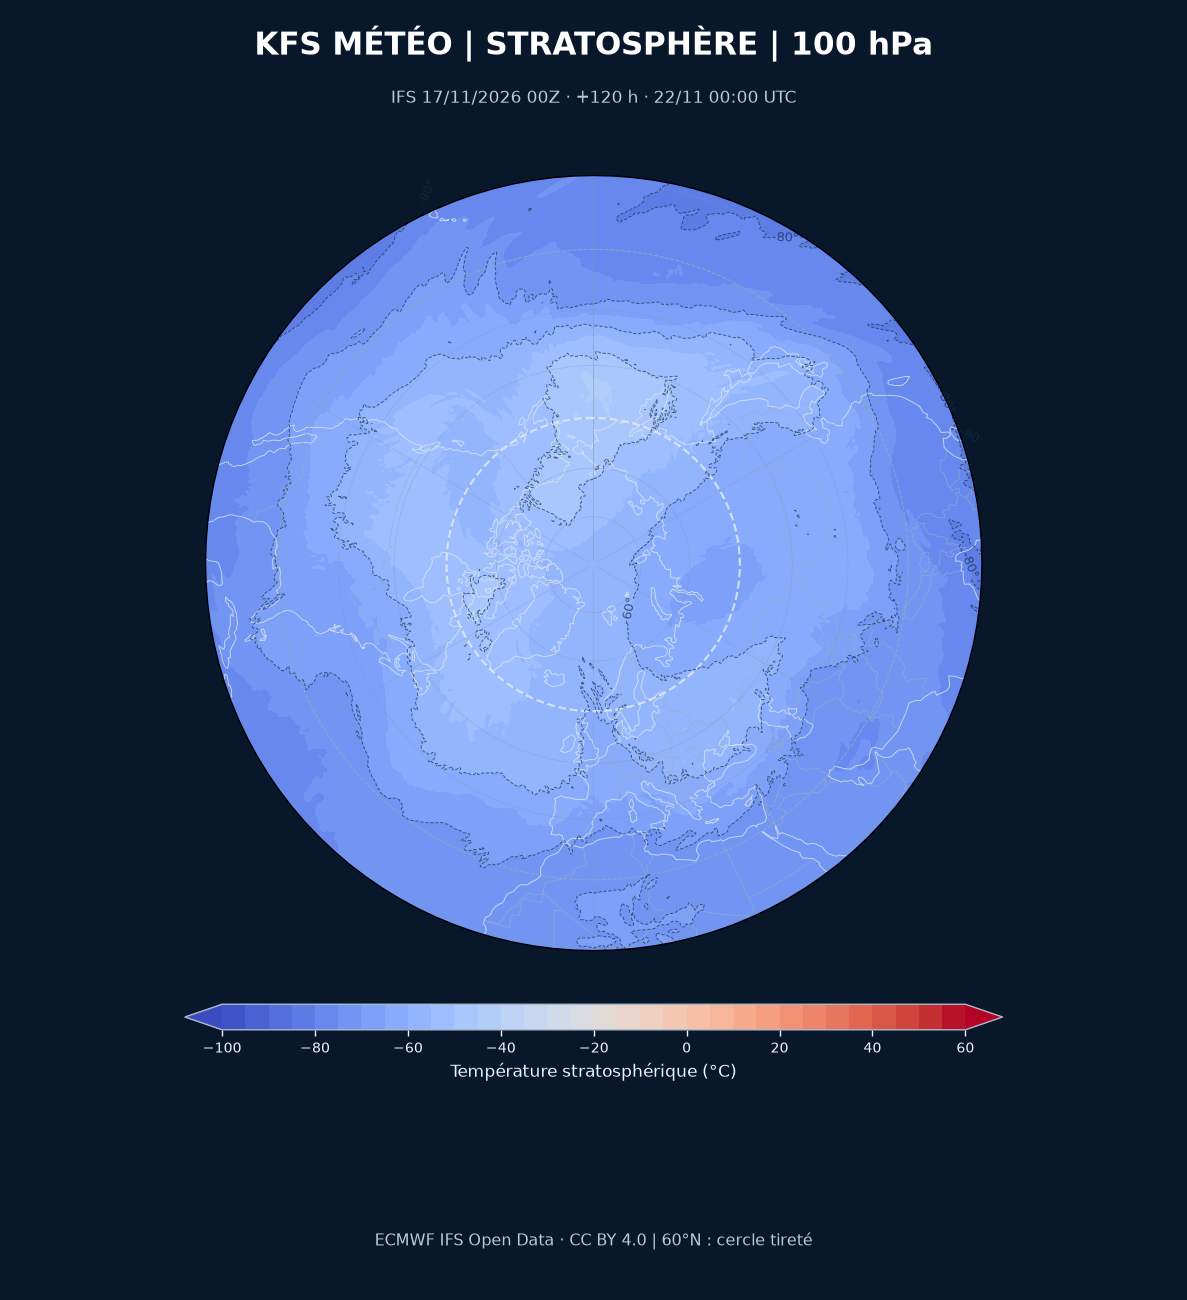 KFS MÉTÉO | STRATOSPHÈRE | 100 hPa
IFS 17/11/2026 00Z · +120 h · 22/11 00:00 UTC
80°
80°
60°
80°
80°
−100 −80 −60 −40 −20 0 20 40 60
Température stratosphérique (°C)
ECMWF IFS Open Data · CC BY 4.0 | 60°N : cercle tireté